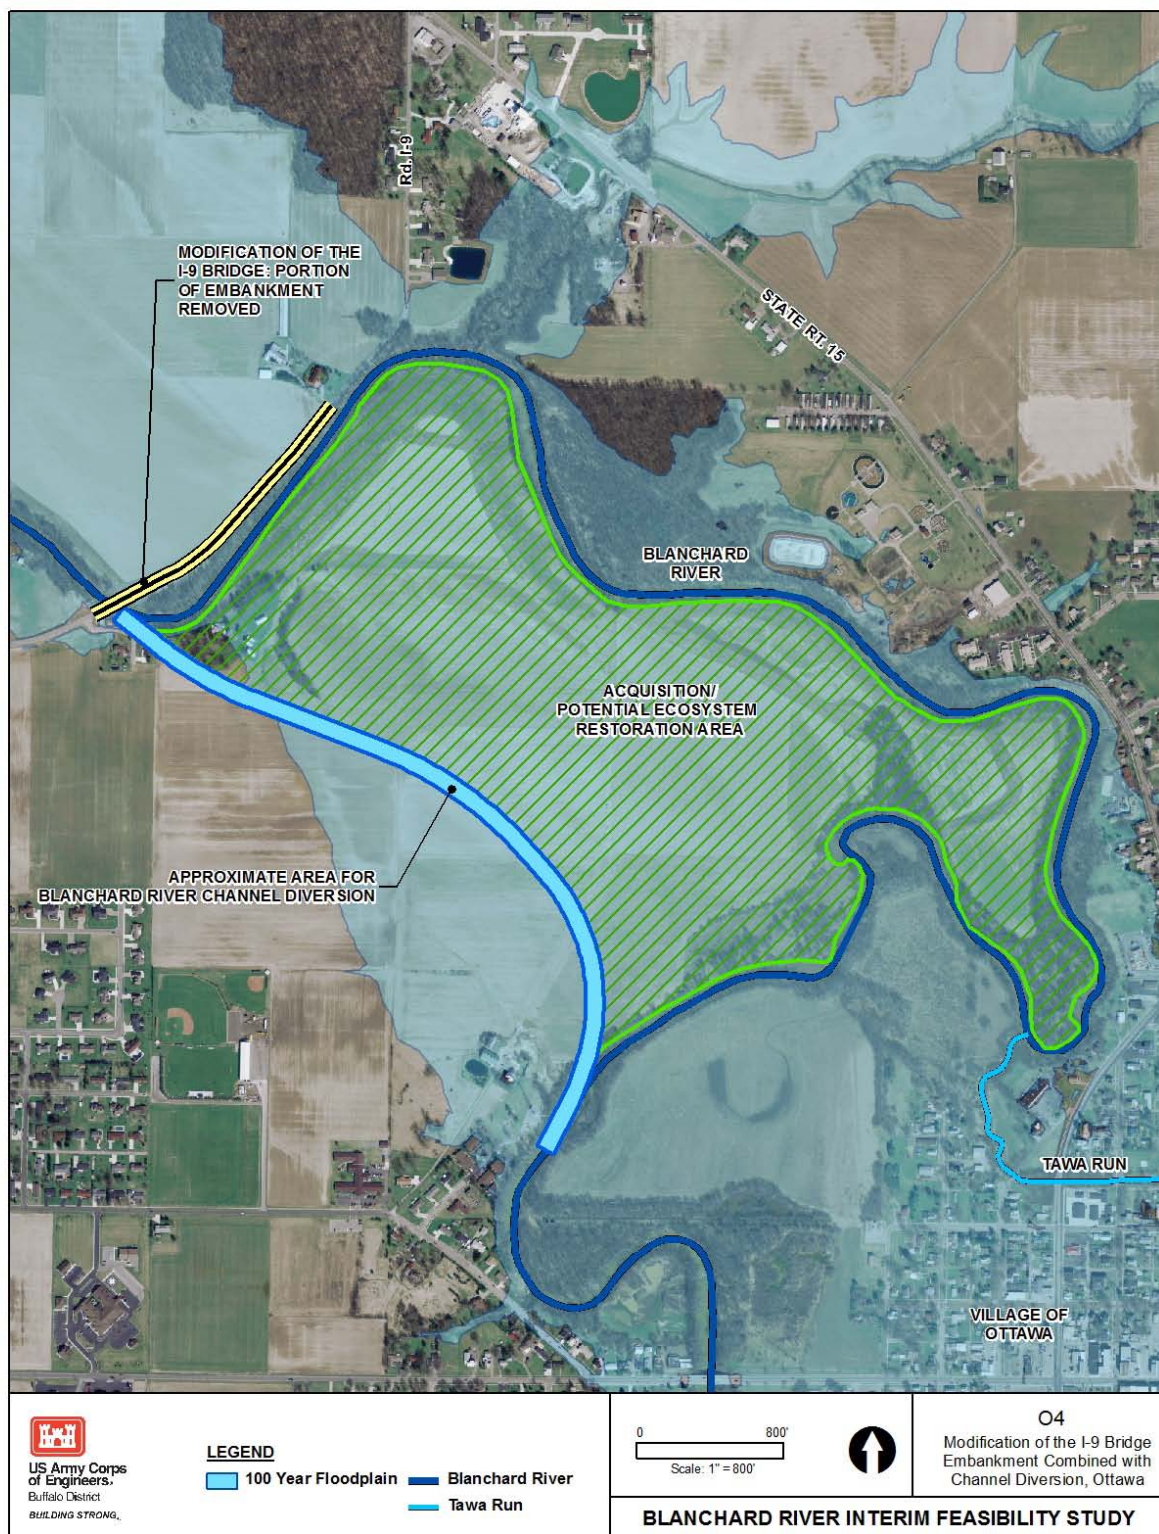 Rd. I-9
MODIFICATION OF THE
I-9 BRIDGE: PORTION
OF EMBANKMENT
REMOVED
STATE RT. 15
BLANCHARD
RIVER
ACQUISITION/
POTENTIAL ECOSYSTEM
RESTORATION AREA
APPROXIMATE AREA FOR
BLANCHARD RIVER CHANNEL DIVERSION
TAWA RUN
VILLAGE OF
OTTAWA
US Army Corps
of Engineers®
Buffalo District
BUILDING STRONG®
LEGEND
100 Year Floodplain
Blanchard River
Tawa Run
0 800'
Scale: 1" = 800'
O4
Modification of the I-9 Bridge
Embankment Combined with
Channel Diversion, Ottawa
BLANCHARD RIVER INTERIM FEASIBILITY STUDY